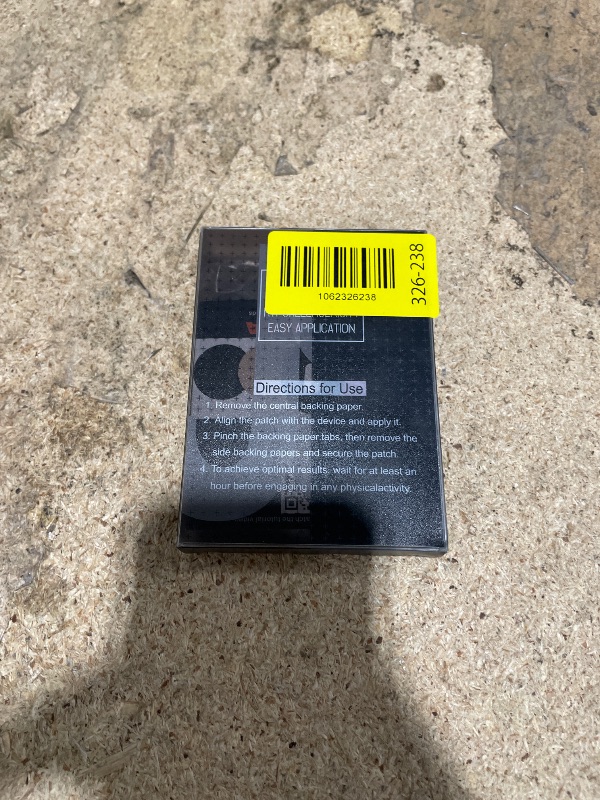 1062326238
326-238
EASY APPLICATION
Directions for Use
1. Remove the central backing paper.
2. Align the patch with the device and apply it.
3. Pinch the backing paper tabs, then remove the
side backing papers and secure the patch.
4. To achieve optimal results, wait for at least an
hour before engaging in any physicalactivity.